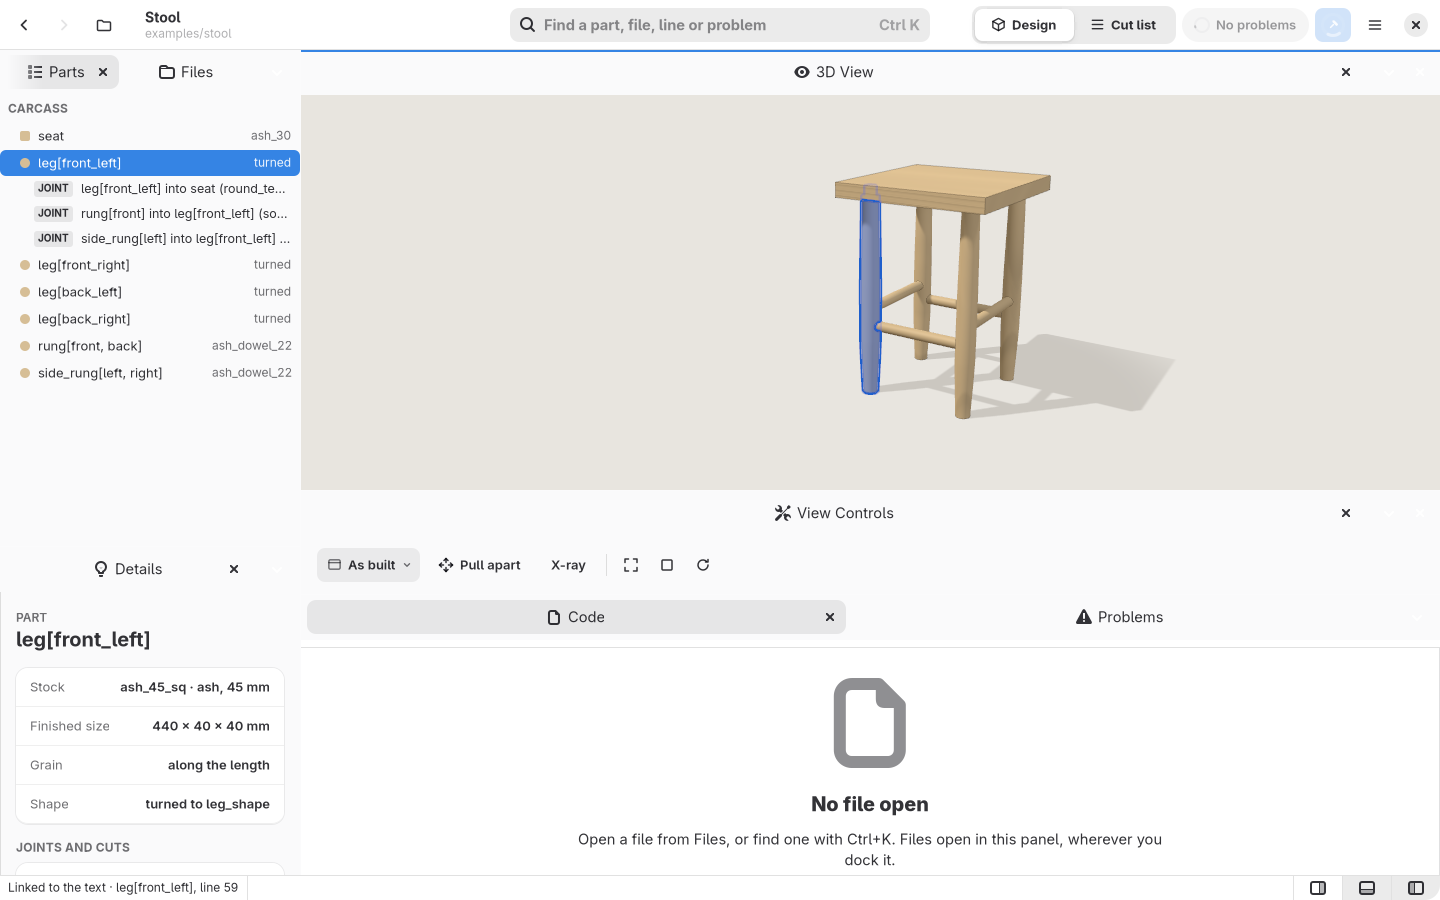 Stool
examples/stool
Find a part, file, line or problem
Ctrl K
Design
Cut list
No problems
Parts
Files
3D View
CARCASS
seat
ash_30
leg[front_left]
turned
JOINT
leg[front_left] into seat (round_te...
JOINT
rung[front] into leg[front_left] (so...
JOINT
side_rung[left] into leg[front_left] ...
leg[front_right]
turned
leg[back_left]
turned
leg[back_right]
turned
rung[front, back]
ash_dowel_22
side_rung[left, right]
ash_dowel_22
View Controls
As built
Pull apart
X-ray
Details
Code
Problems
PART
leg[front_left]
Stock
ash_45_sq · ash, 45 mm
Finished size
440 × 40 × 40 mm
Grain
along the length
Shape
turned to leg_shape
JOINTS AND CUTS
No file open
Open a file from Files, or find one with Ctrl+K. Files open in this panel, wherever you
dock it.
Linked to the text · leg[front_left], line 59